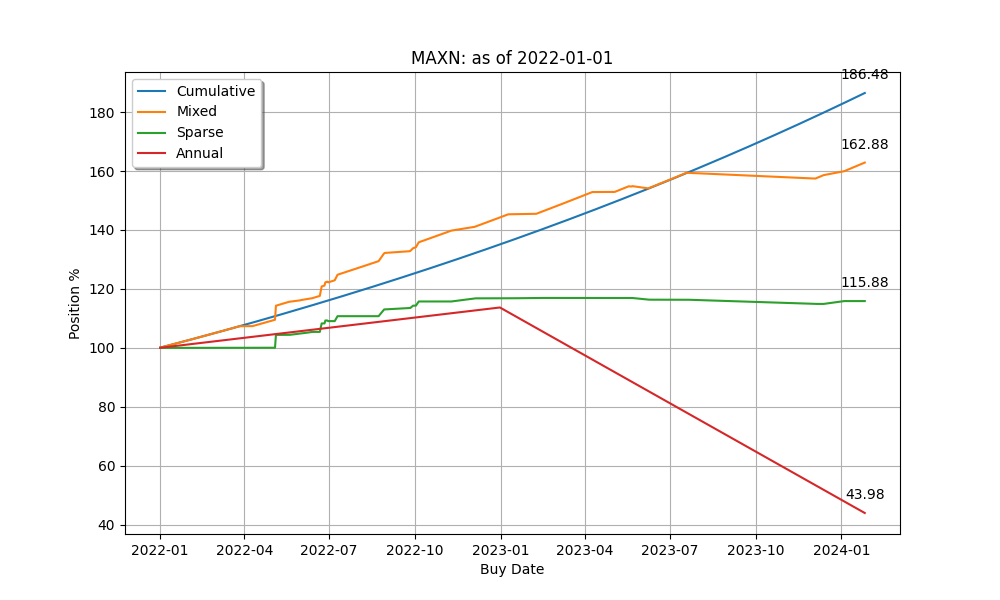 MAXN: as of 2022-01-01
Cumulative
Mixed
Sparse
Annual
186.48
162.88
115.88
43.98
Position %
180
160
140
120
100
80
60
40
2022-01 2022-04 2022-07 2022-10 2023-01 2023-04 2023-07 2023-10 2024-01
Buy Date